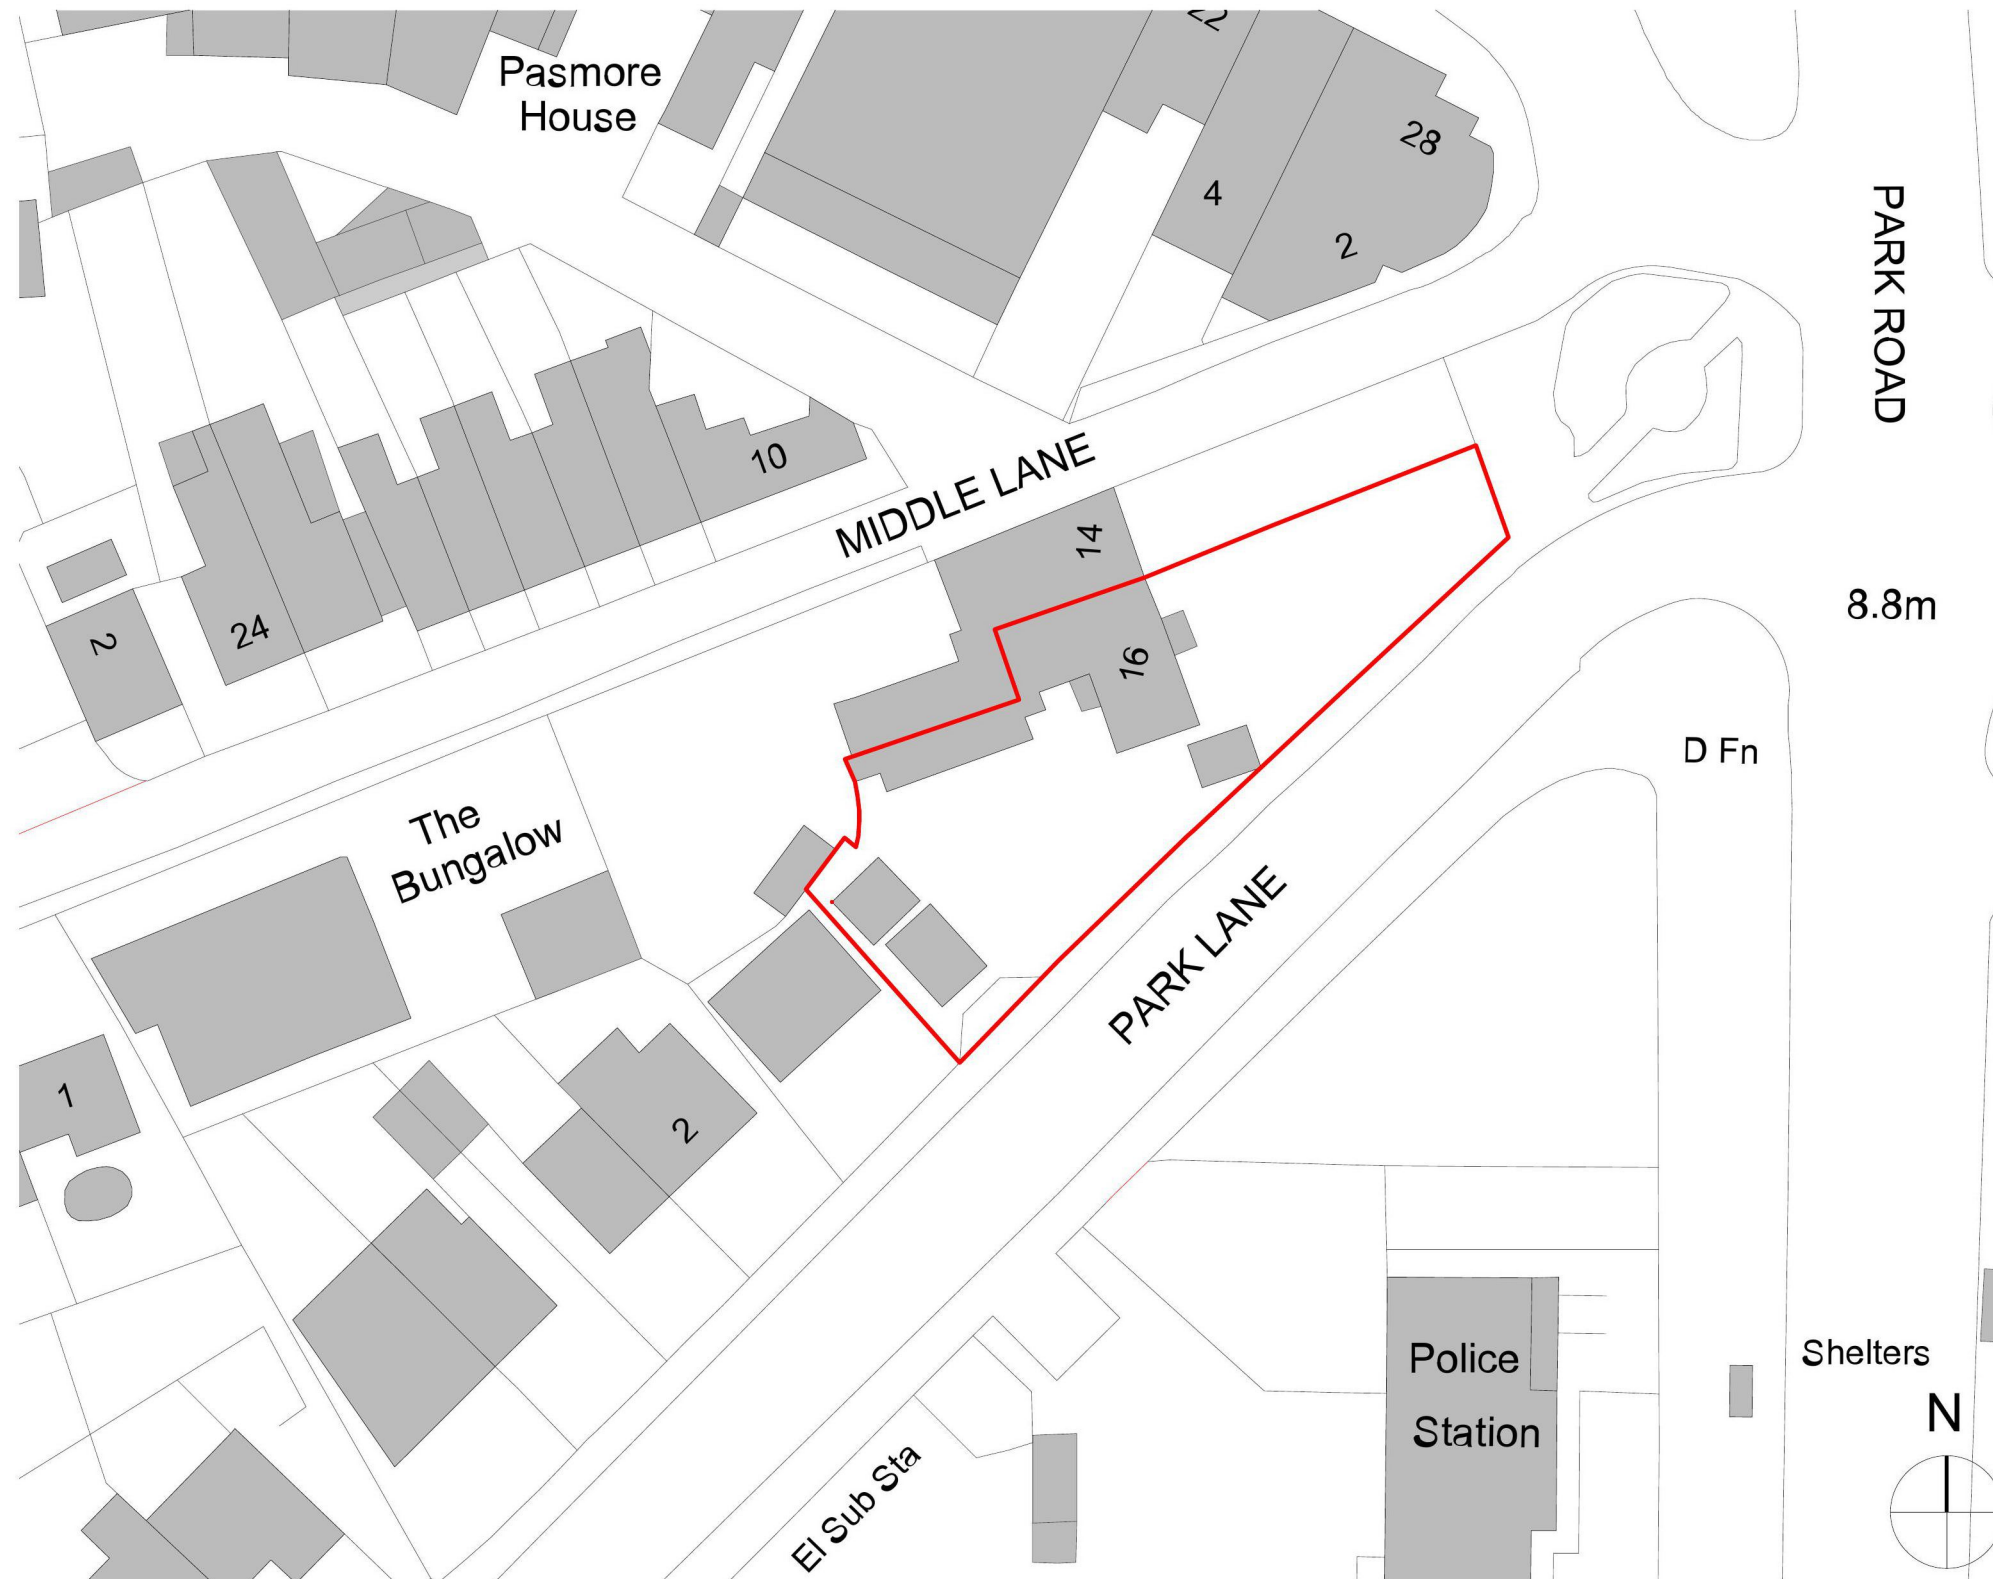 22
Pasmore
House
28
4
2
PARK ROAD
10
MIDDLE LANE
14
8.8m
24
2
16
D Fn
The
Bungalow
PARK LANE
1
2
Police
Station
Shelters
N
El Sub Sta